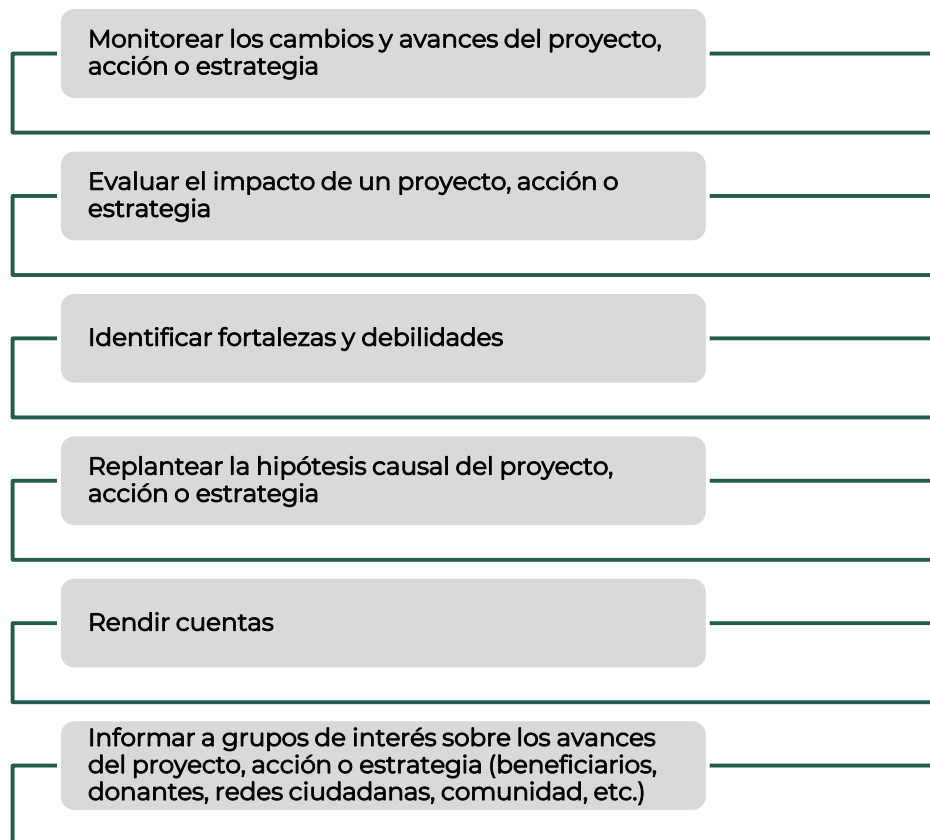 Monitorear los cambios y avances del proyecto,
acción o estrategia
Evaluar el impacto de un proyecto, acción o
estrategia
Identificar fortalezas y debilidades
Replantear la hipótesis causal del proyecto,
acción o estrategia
Rendir cuentas
Informar a grupos de interés sobre los avances
del proyecto, acción o estrategia (beneficiarios,
donantes, redes ciudadanas, comunidad, etc.)